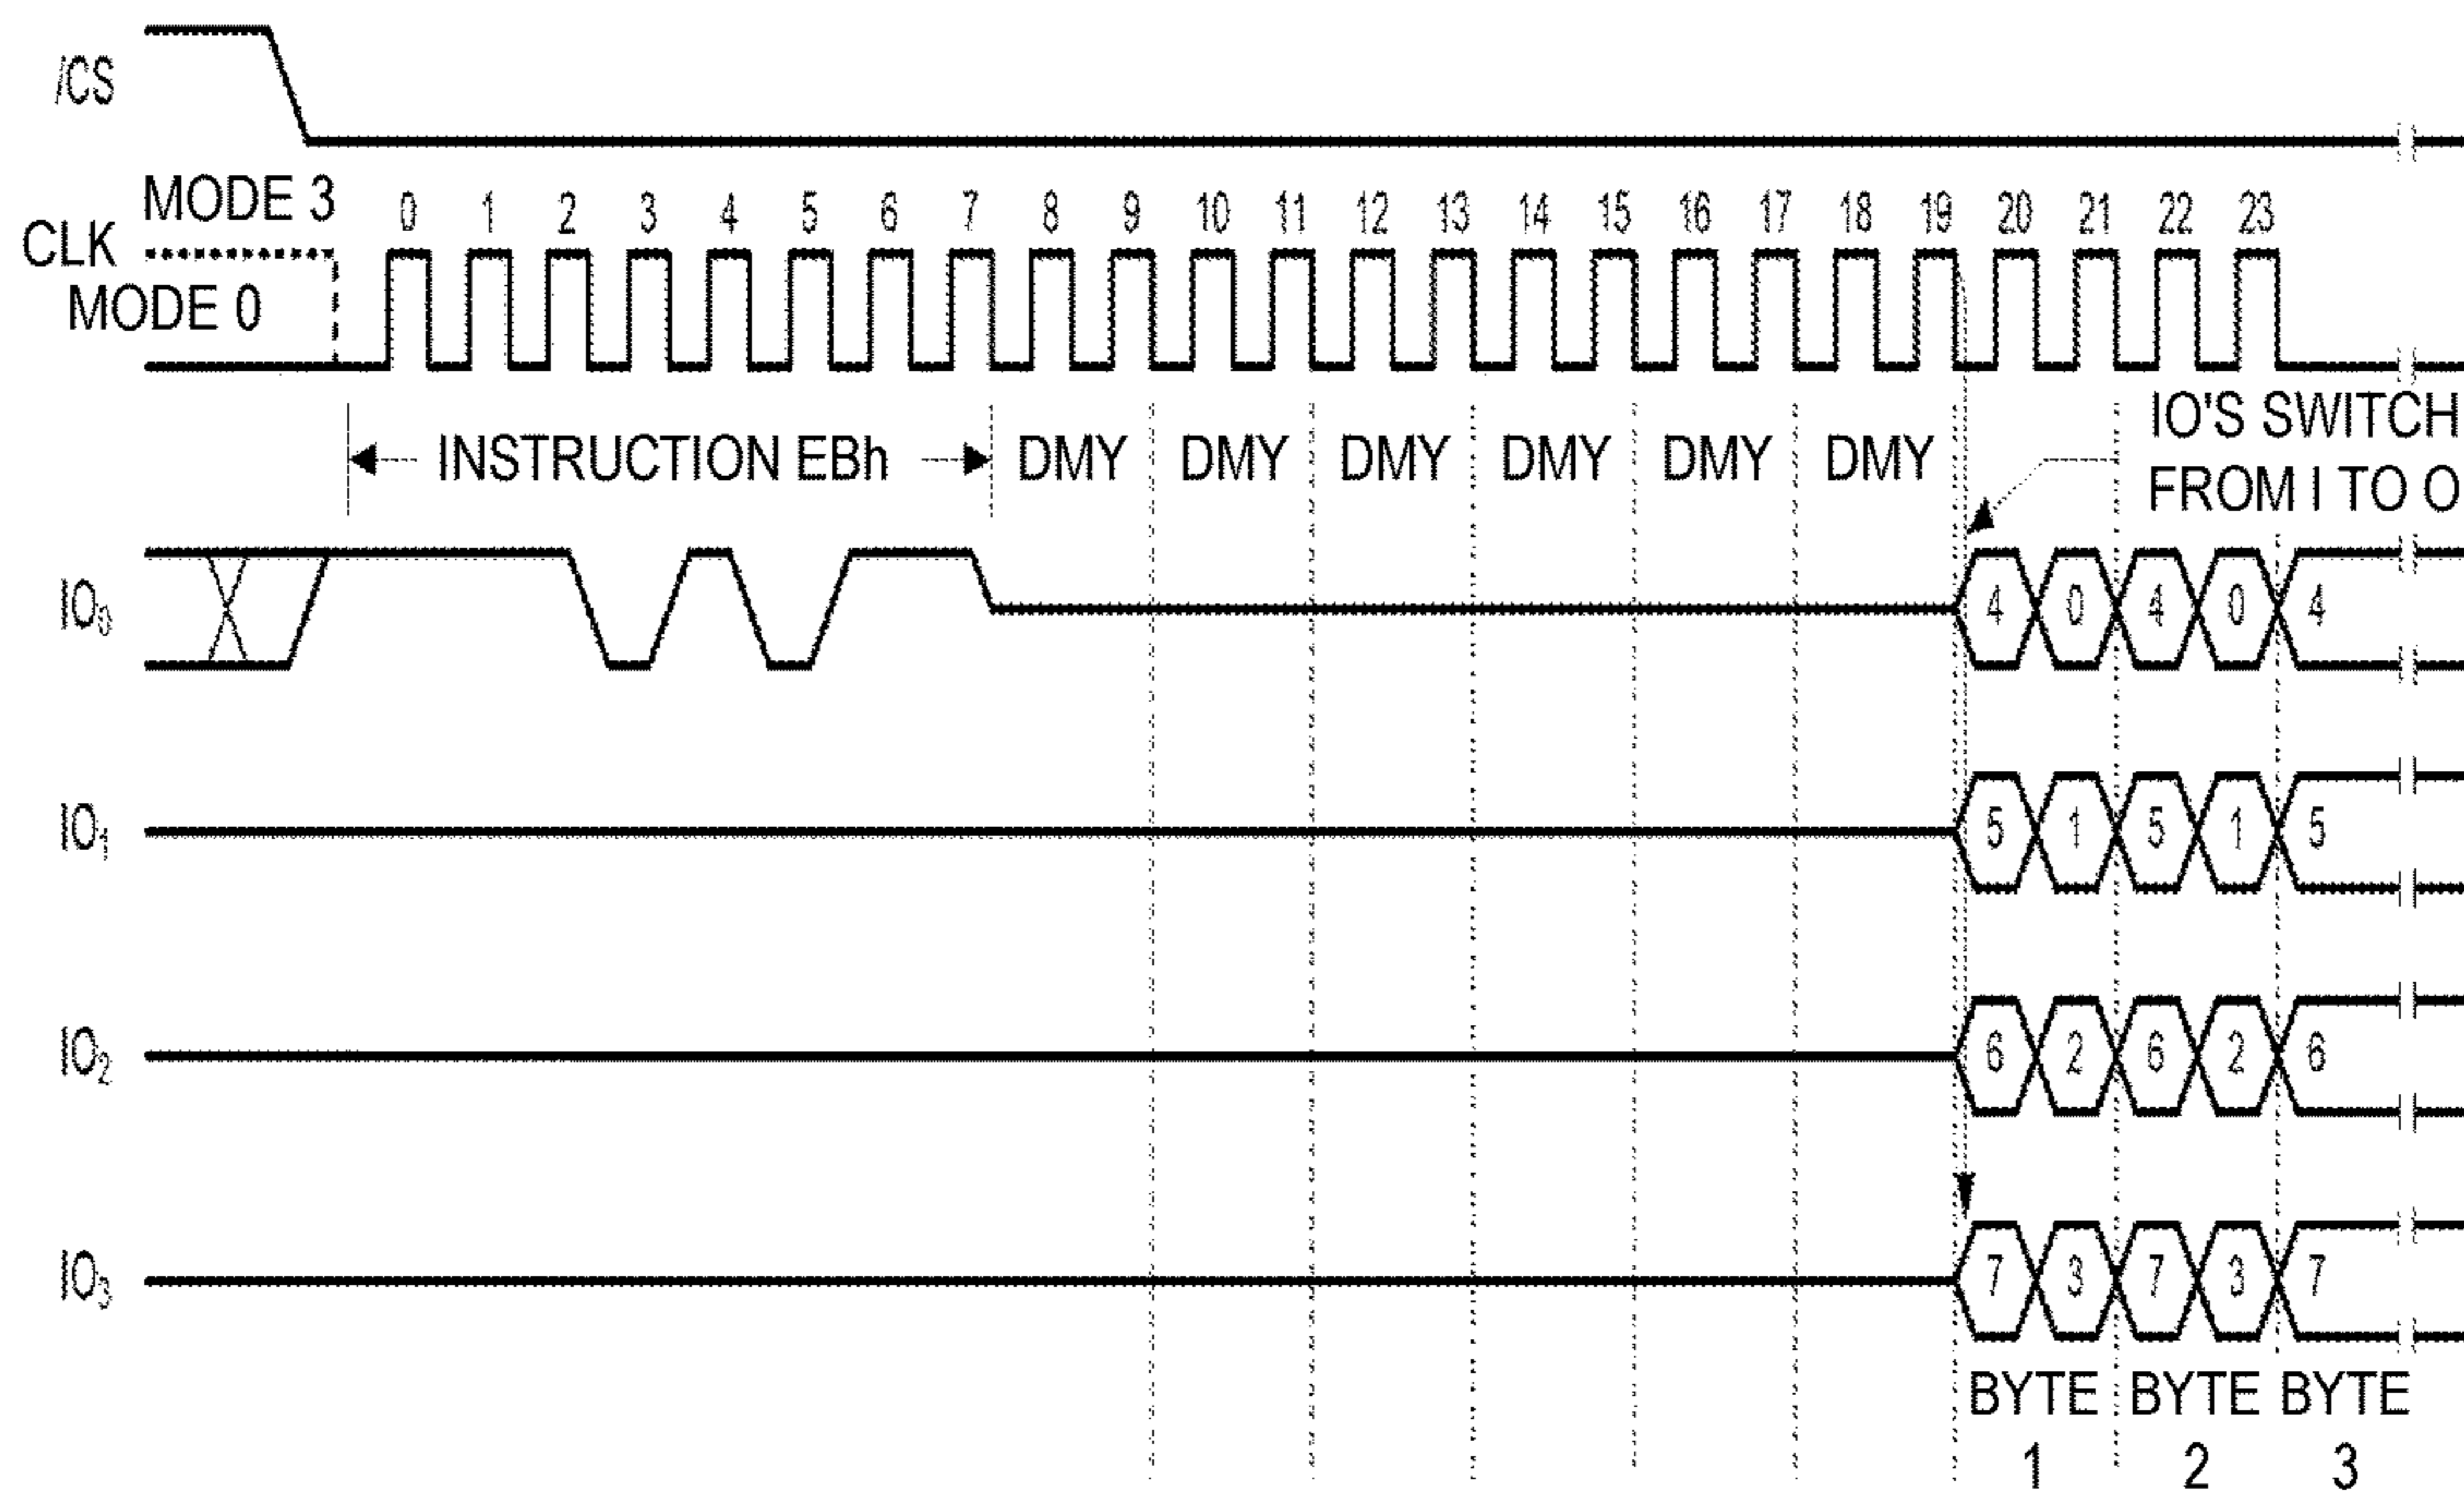 /CS
MODE 3
0 1 2 3 4 5 6 7 8 9 10 11 12 13 14 15 16 17 18 19 20 21 22 23
CLK
MODE 0
IO'S SWITCH
FROM I TO O
INSTRUCTION EBh DMY DMY DMY DMY DMY DMY
IO₀ 4 0 4 0 4
IO₁ 5 1 5 1 5
IO₂ 6 2 6 2 6
IO₃ 7 3 7 3 7
BYTE BYTE BYTE
1 2 3